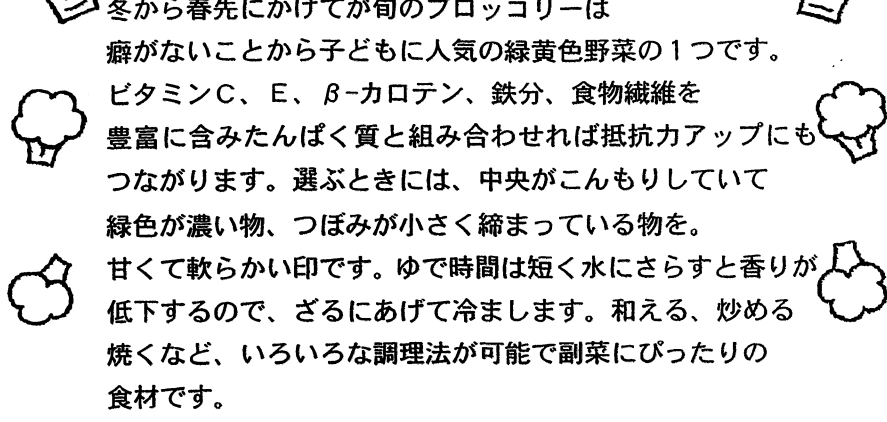 冬から春先にかけてが旬のブロッコリーは
癖がないことから子どもに人気の緑黄色野菜の1つです。
ビタミンC、E、β-カロテン、鉄分、食物繊維を
豊富に含みたんぱく質と組み合わせれば抵抗力アップにも
つながります。選ぶときには、中央がこんもりしていて
緑色が濃い物、つぼみが小さく締まっている物を。
甘くて軟らかい印です。ゆで時間は短く水にさらすと香りが
低下するので、ざるにあげて冷まします。和える、炒める
焼くなど、いろいろな調理法が可能で副菜にぴったりの
食材です。